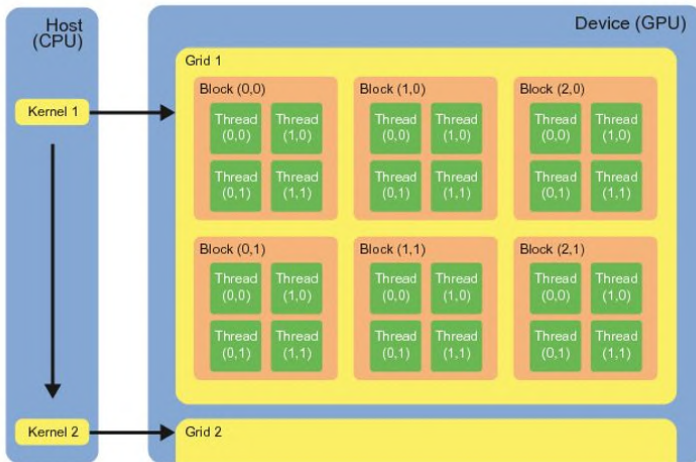 Host
(CPU)
Device (GPU)
Grid 1
Kernel 1
Block (0,0)
Thread
(0,0)
Thread
(1,0)
Thread
(0,1)
Thread
(1,1)
Block (1,0)
Thread
(0,0)
Thread
(1,0)
Thread
(0,1)
Thread
(1,1)
Block (2,0)
Thread
(0,0)
Thread
(1,0)
Thread
(0,1)
Thread
(1,1)
Block (0,1)
Thread
(0,0)
Thread
(1,0)
Thread
(0,1)
Thread
(1,1)
Block (1,1)
Thread
(0,0)
Thread
(1,0)
Thread
(0,1)
Thread
(1,1)
Block (2,1)
Thread
(0,0)
Thread
(1,0)
Thread
(0,1)
Thread
(1,1)
Kernel 2
Grid 2